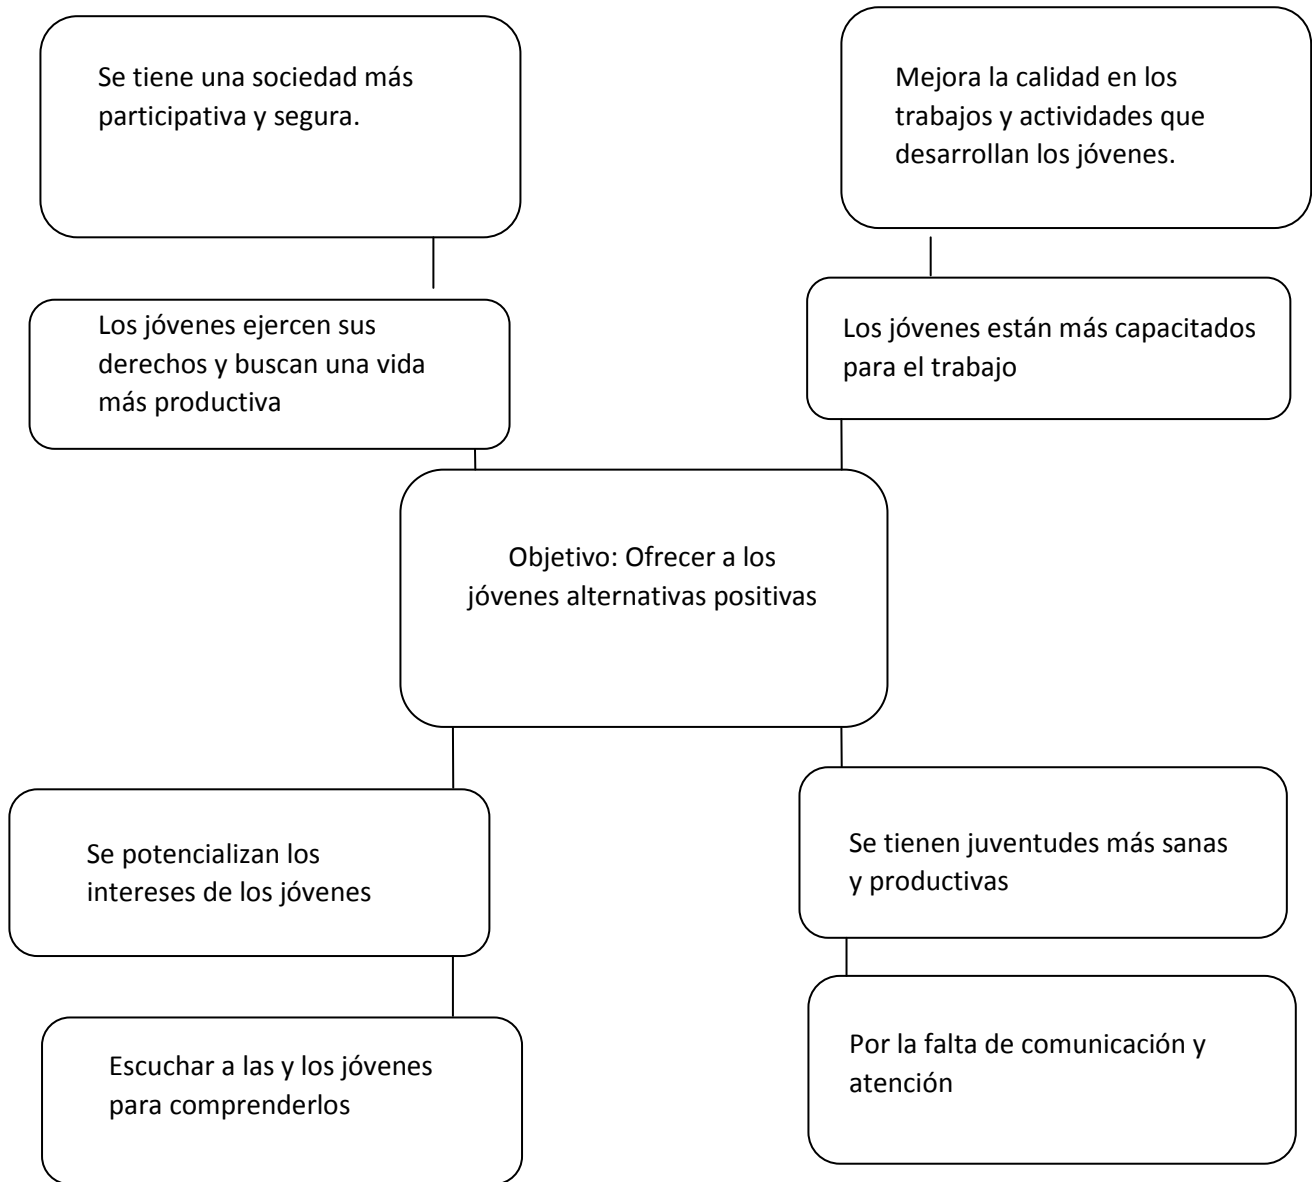 Se tiene una sociedad más
participativa y segura.
Mejora la calidad en los
trabajos y actividades que
desarrollan los jóvenes.
Los jóvenes ejercen sus
derechos y buscan una vida
más productiva
Los jóvenes están más capacitados
para el trabajo
Objetivo: Ofrecer a los
jóvenes alternativas positivas
Se potencializan los
intereses de los jóvenes
Se tienen juventudes más sanas
y productivas
Escuchar a las y los jóvenes
para comprenderlos
Por la falta de comunicación y
atención